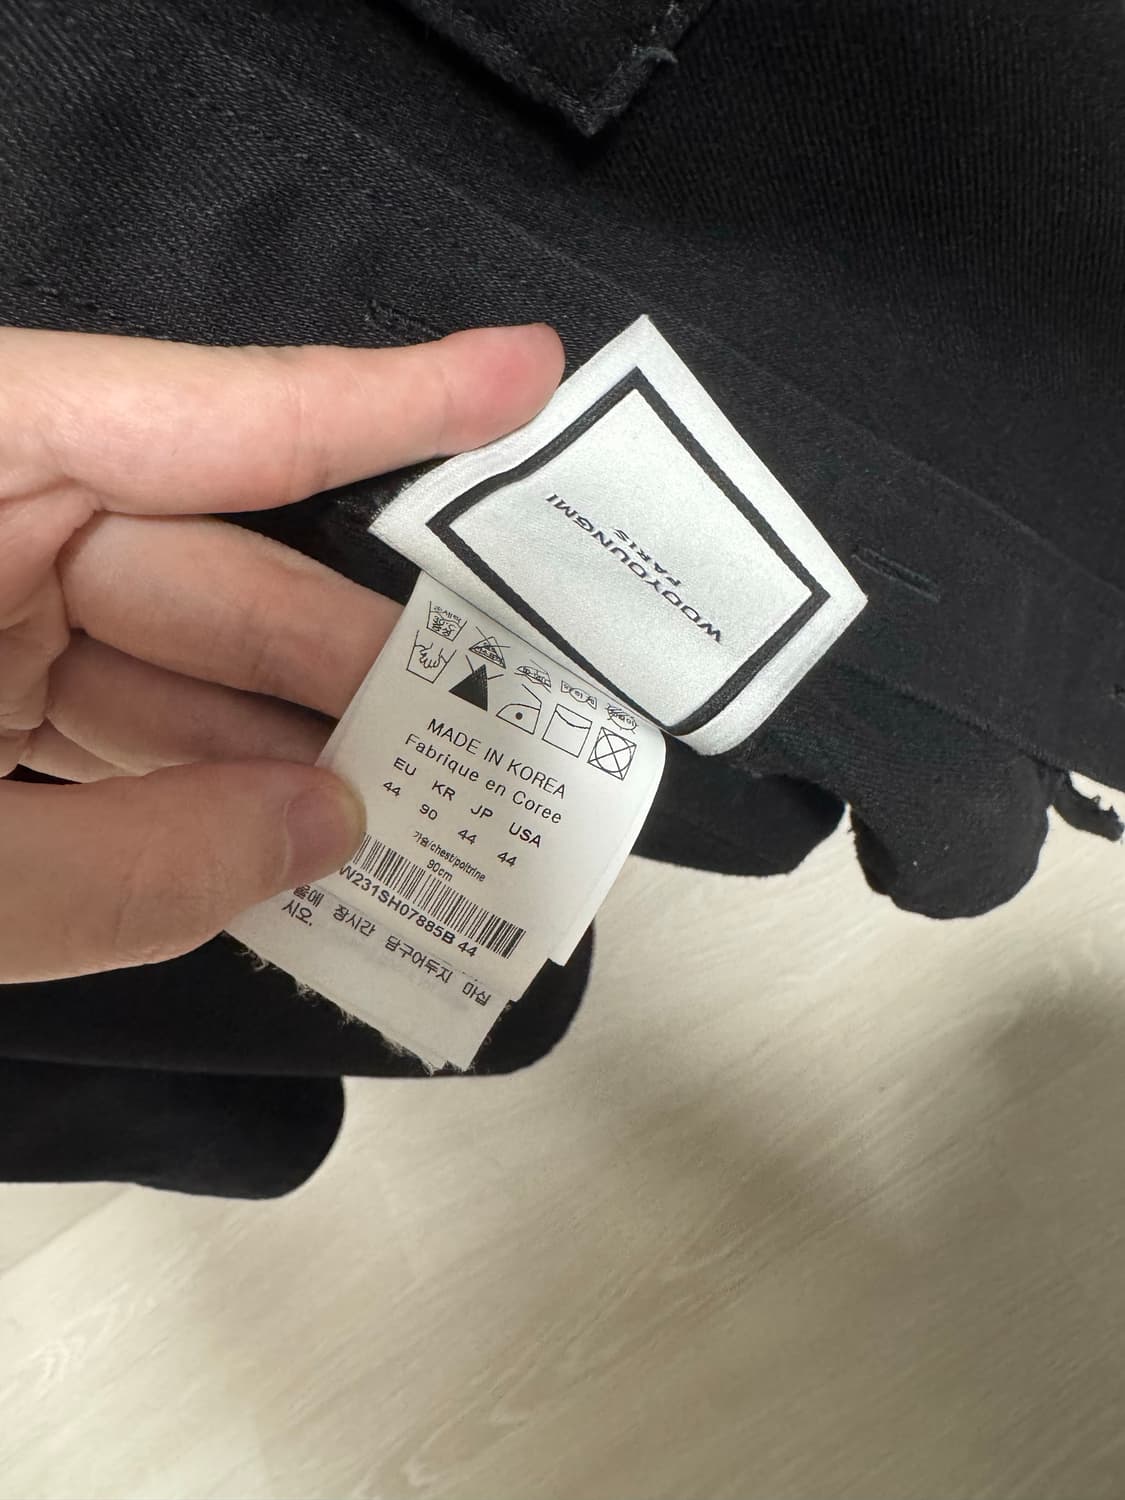 WOOYOUNGMI
PARIS
MADE IN KOREA
Fabrique en Coree
EU KR JP USA
44 90 44 44
가슴/chest/poitrine
90cm
W231SH07885B 44
물에 장시간 담구어두지 마십
시오.